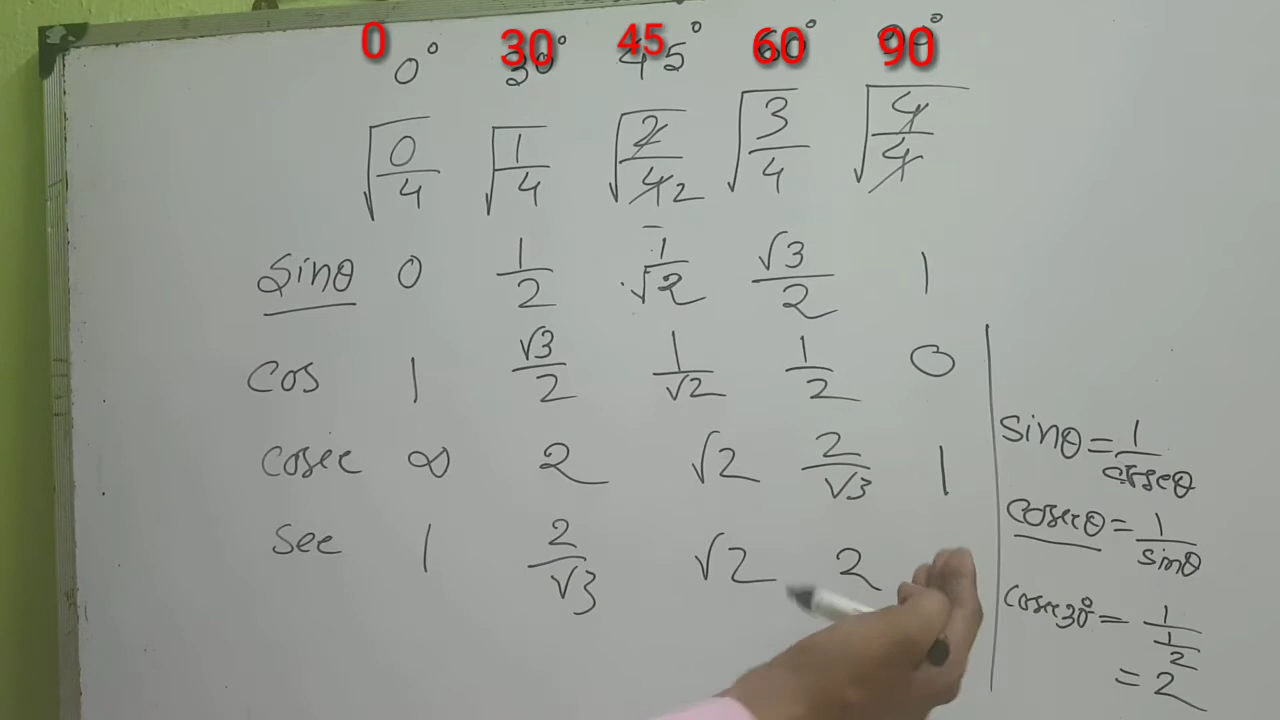 0 30 45 60 90
0° 30° 45° 60° 90°
√(0/4) √(1/4) √(2/4) 2 √(3/4) √(4/4)
sinθ 0 1/2 1/√2 √3/2 1
cos 1 √3/2 1/√2 1/2 0
cosec ∞ 2 √2 2/√3 1
sec 1 2/√3 √2 2
sinθ = 1/cosecθ
cosecθ = 1/sinθ
cosec30° = 1/(1/2)
= 2